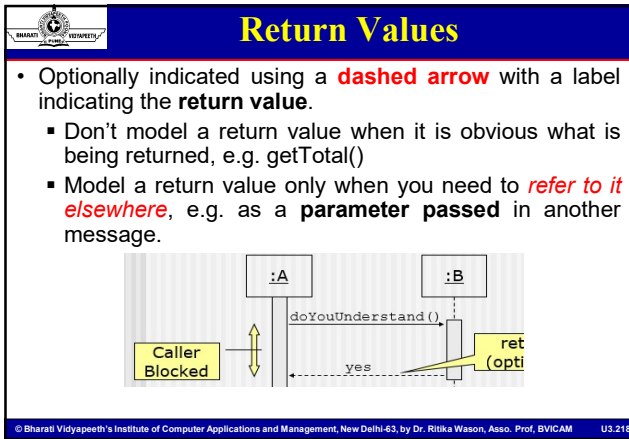 BHARATI VIDYAPEETH
PUNE
Return Values
• Optionally indicated using a dashed arrow with a label
indicating the return value.
▪ Don't model a return value when it is obvious what is
being returned, e.g. getTotal()
▪ Model a return value only when you need to refer to it
elsewhere, e.g. as a parameter passed in another
message.
:A
:B
doYouUnderstand()
Caller
Blocked
yes
ret
(opti
© Bharati Vidyapeeth's Institute of Computer Applications and Management, New Delhi-63, by Dr. Ritika Wason, Asso. Prof, BVICAM U3.218